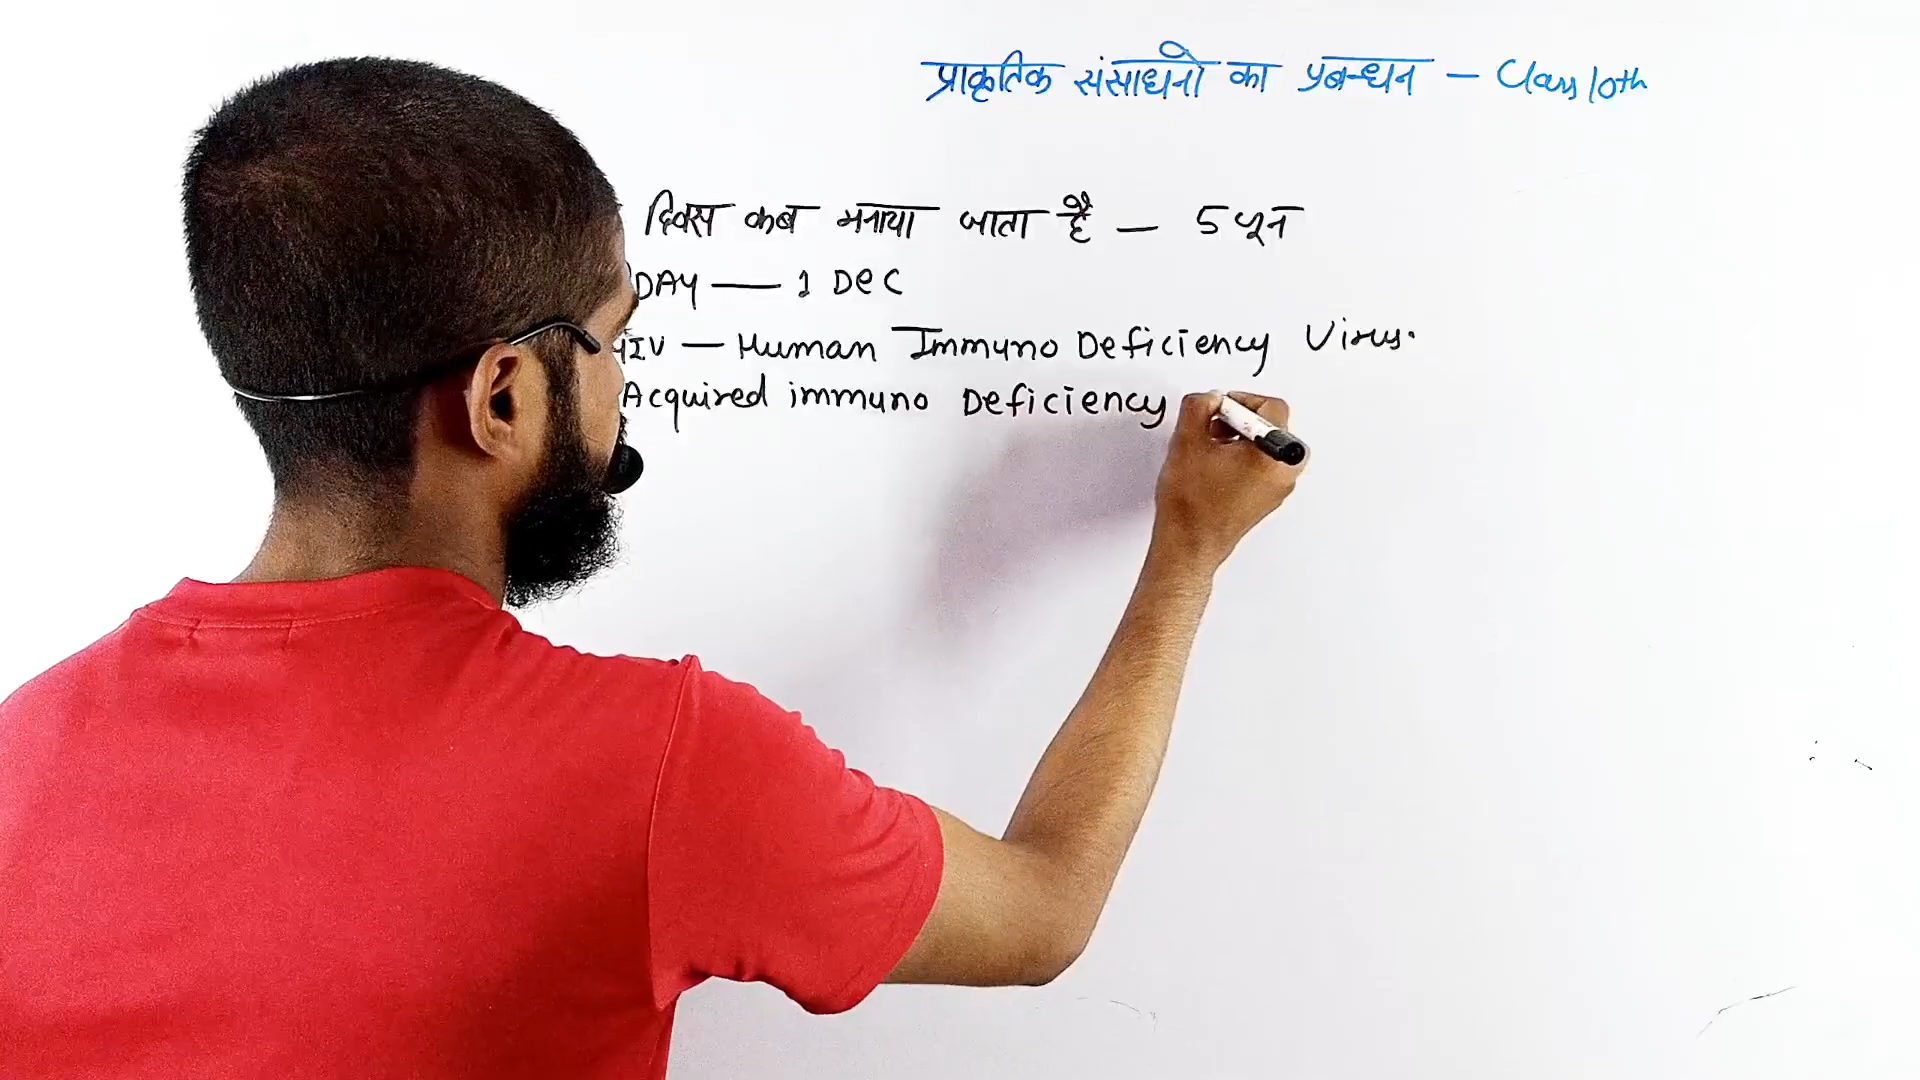 प्राकृतिक संसाधनो का प्रबन्धन – Class 10th
दिवस कब मनाया जाता है – 5 जून
DAY — 1 Dec
HIV — Human Immuno Deficiency Virus.
Acquired immuno Deficiency